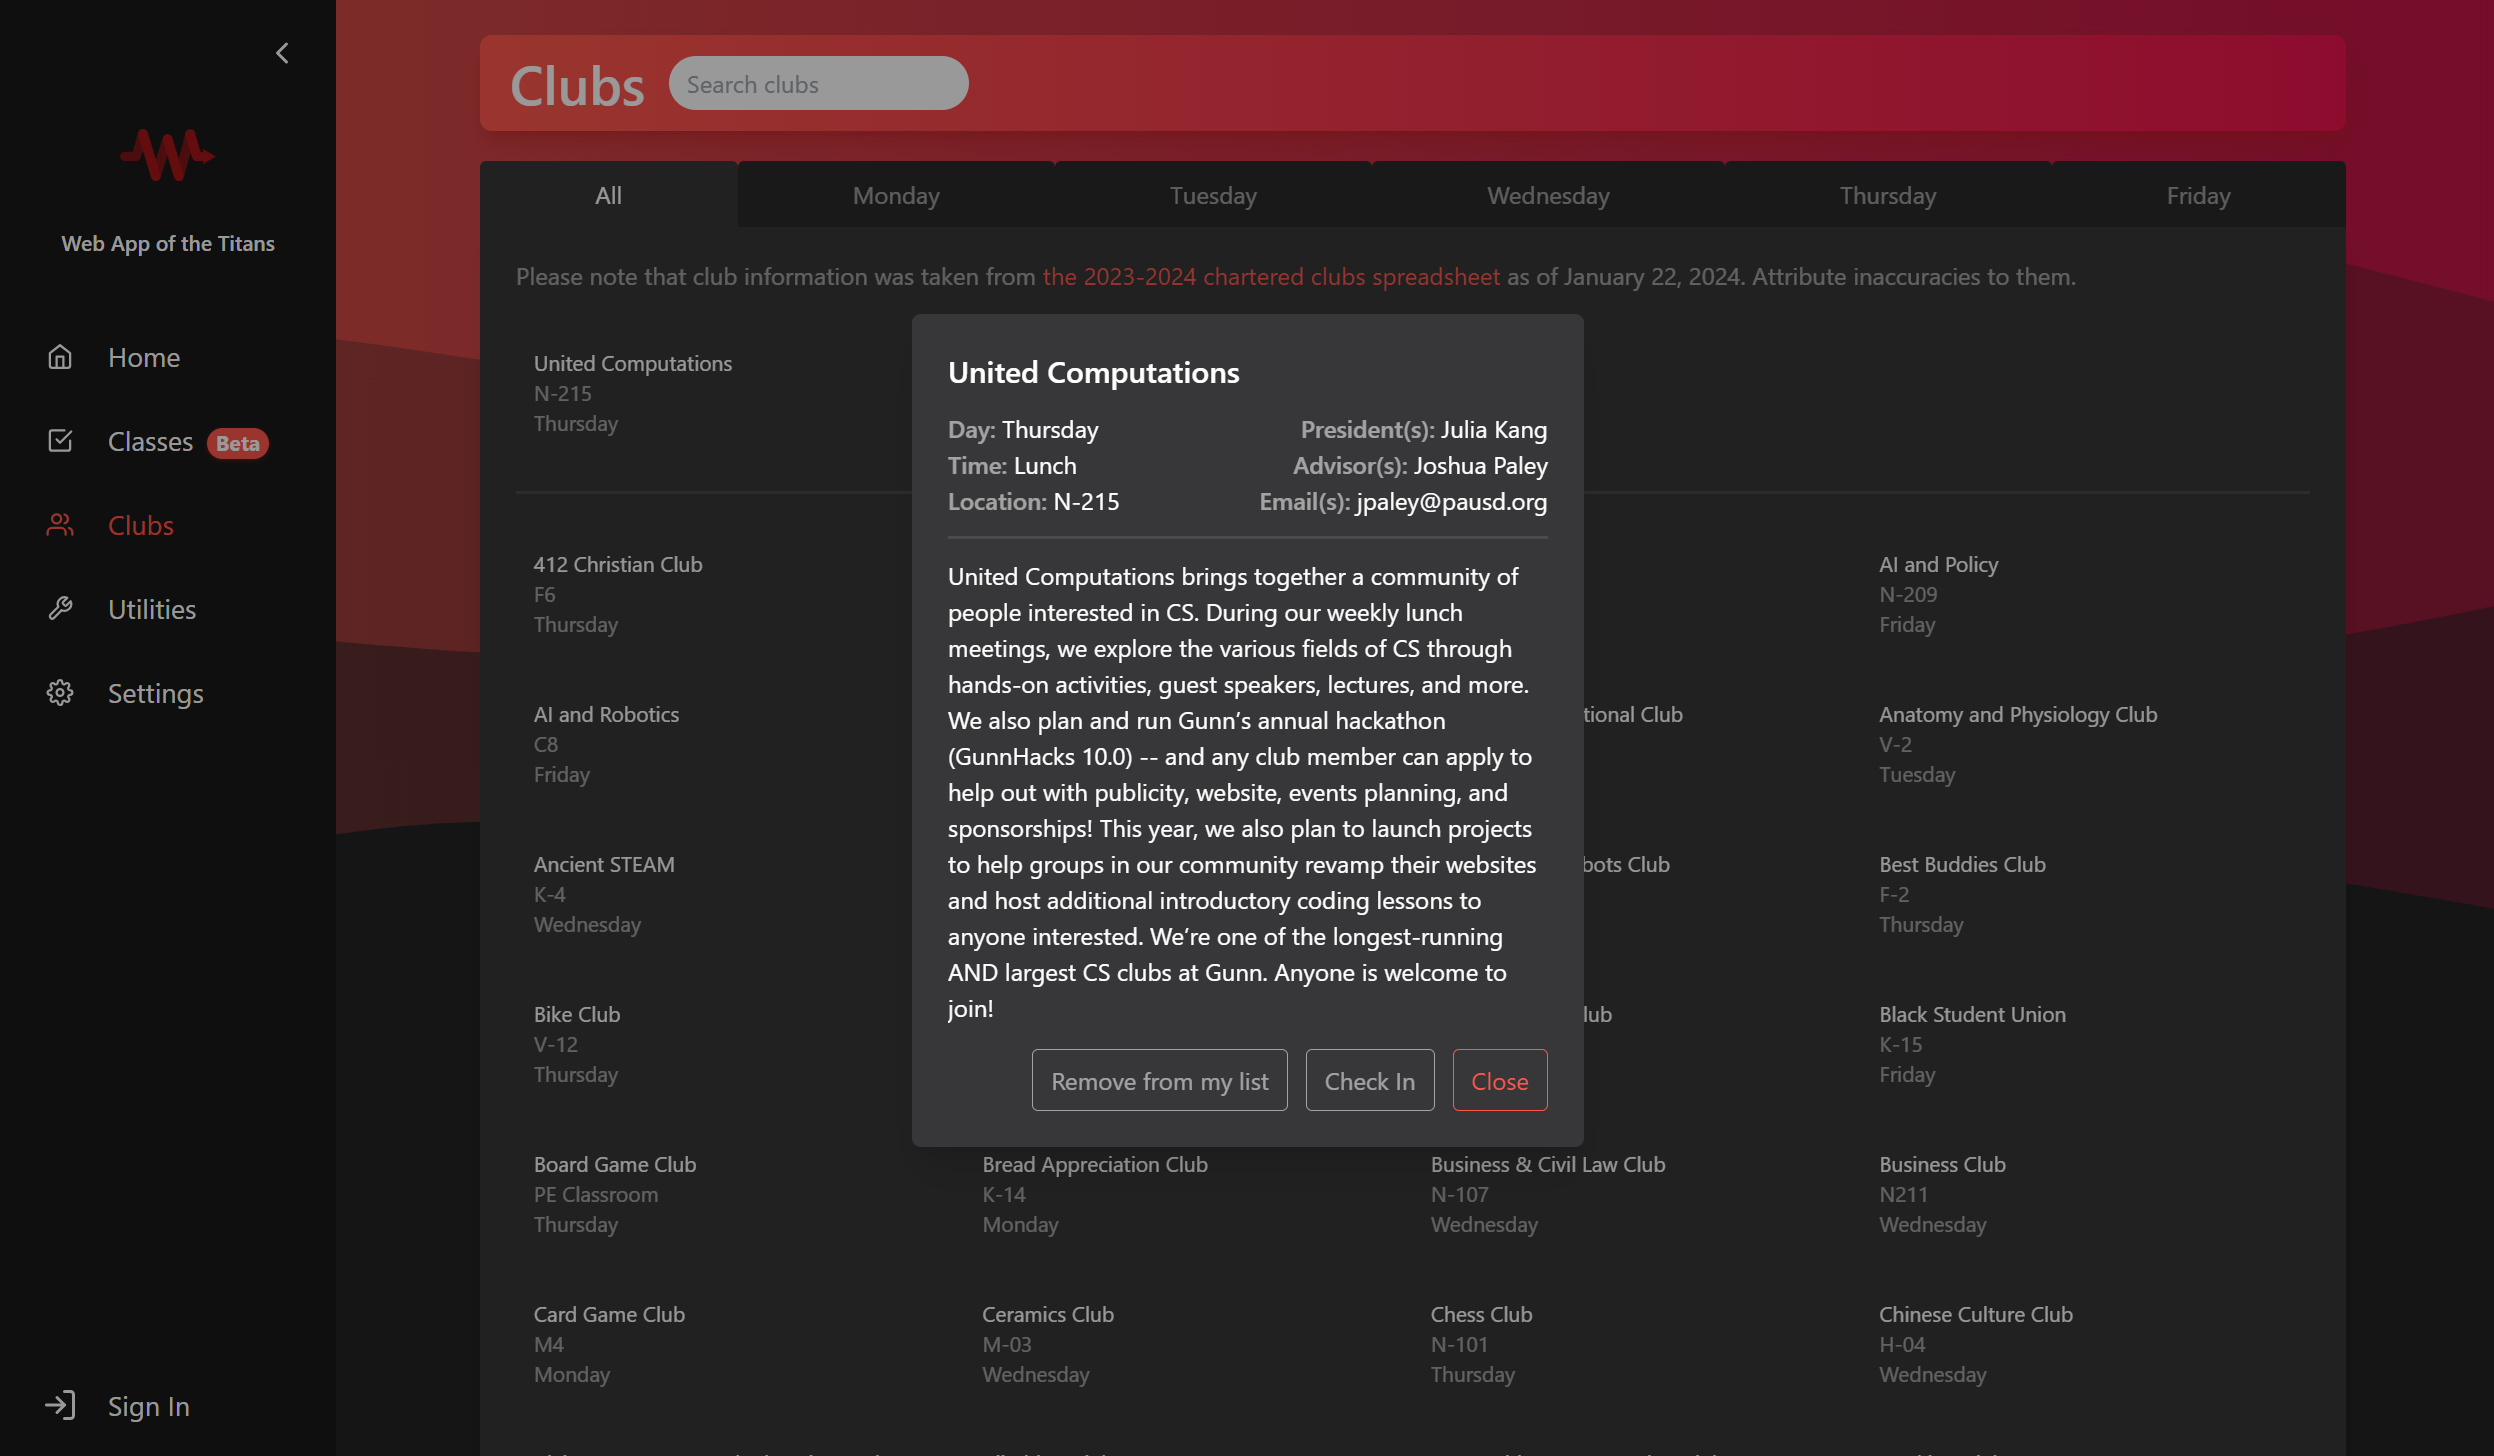 Web App of the Titans
Home
Classes Beta
Clubs
Utilities
Settings
Sign In
Clubs
Search clubs
All Monday Tuesday Wednesday Thursday Friday
Please note that club information was taken from the 2023-2024 chartered clubs spreadsheet as of January 22, 2024. Attribute inaccuracies to them.
United Computations
N-215
Thursday
United Computations
Day: Thursday President(s): Julia Kang
Time: Lunch Advisor(s): Joshua Paley
Location: N-215 Email(s): jpaley@pausd.org
United Computations brings together a community of
people interested in CS. During our weekly lunch
meetings, we explore the various fields of CS through
hands-on activities, guest speakers, lectures, and more.
We also plan and run Gunn’s annual hackathon
(GunnHacks 10.0) -- and any club member can apply to
help out with publicity, website, events planning, and
sponsorships! This year, we also plan to launch projects
to help groups in our community revamp their websites
and host additional introductory coding lessons to
anyone interested. We’re one of the longest-running
AND largest CS clubs at Gunn. Anyone is welcome to
join!
Remove from my list Check In Close
412 Christian Club
F6
Thursday
AI and Policy
N-209
Friday
AI and Robotics
C8
Friday
Club
Anatomy and Physiology Club
V-2
Tuesday
Ancient STEAM
K-4
Wednesday
Club
Best Buddies Club
F-2
Thursday
Bike Club
V-12
Thursday
Black Student Union
K-15
Friday
Board Game Club
PE Classroom
Thursday
Bread Appreciation Club
K-14
Monday
Business & Civil Law Club
N-107
Wednesday
Business Club
N211
Wednesday
Card Game Club
M4
Monday
Ceramics Club
M-03
Wednesday
Chess Club
N-101
Thursday
Chinese Culture Club
H-04
Wednesday